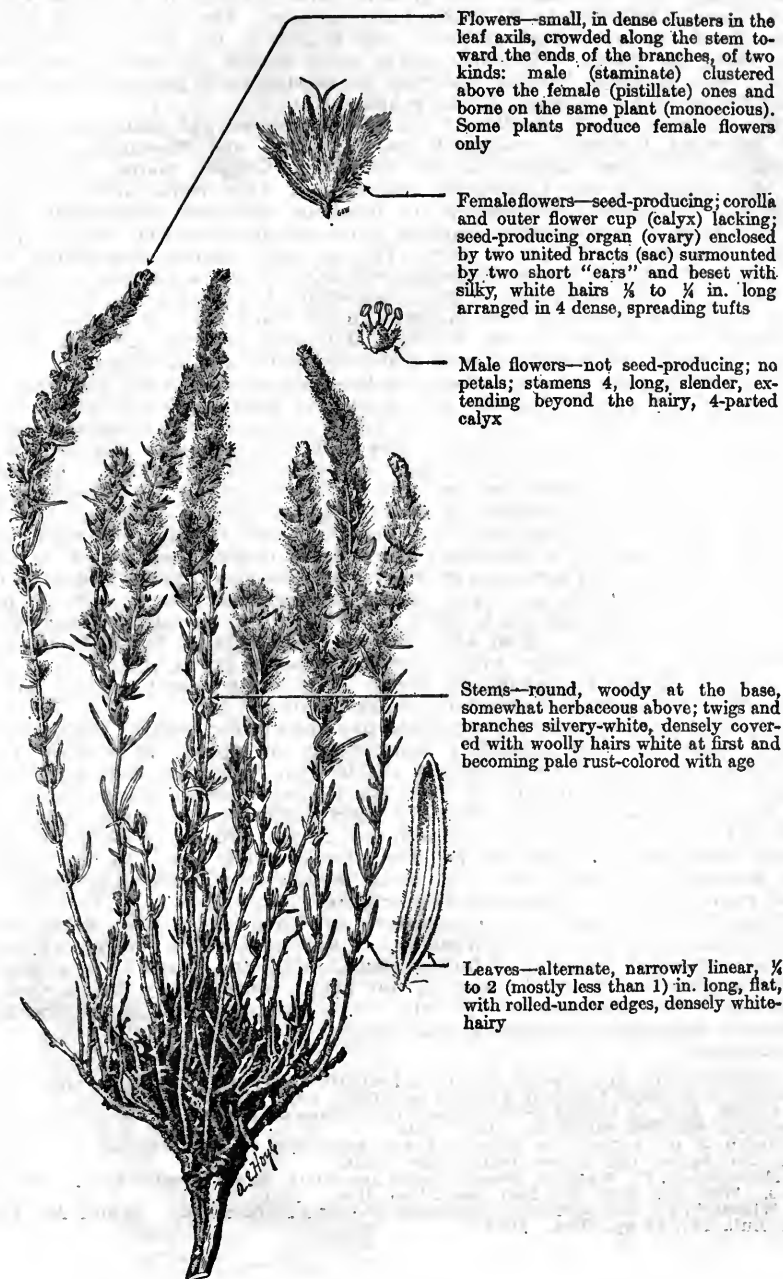 Flowers—small, in dense clusters in the
leaf axils, crowded along the stem to-
ward the ends of the branches, of two
kinds: male (staminate) clustered
above the female (pistillate) ones and
borne on the same plant (monoecious).
Some plants produce female flowers
only
Female flowers—seed-producing; corolla
and outer flower cup (calyx) lacking;
seed-producing organ (ovary) enclosed
by two united bracts (sac) surmounted
by two short "ears" and beset with
silky, white hairs ⅛ to ¼ in. long
arranged in 4 dense, spreading tufts
Male flowers—not seed-producing; no
petals; stamens 4, long, slender, ex-
tending beyond the hairy, 4-parted
calyx
Stems—round, woody at the base,
somewhat herbaceous above; twigs and
branches silvery-white, densely cover-
ed with woolly hairs white at first and
becoming pale rust-colored with age
Leaves—alternate, narrowly linear, ¼
to 2 (mostly less than 1) in. long, flat,
with rolled-under edges, densely white-
hairy
a.e.Hoyle